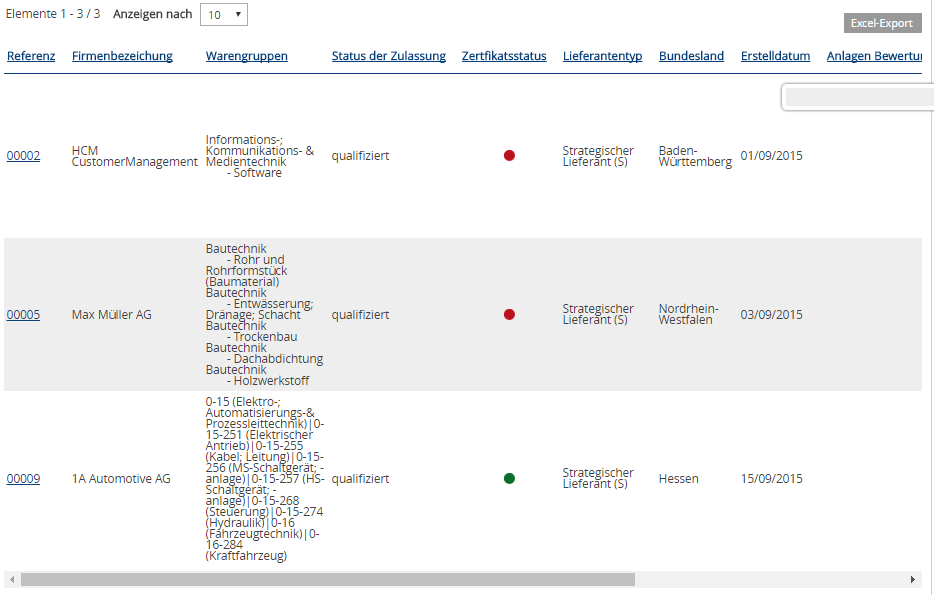 Elemente 1 - 3 / 3 Anzeigen nach 10
Excel-Export
Referenz Firmenbezeichung Warengruppen Status der Zulassung Zertfikatsstatus Lieferantentyp Bundesland Erstelldatum Anlagen Bewertun
00002
HCM
CustomerManagement
Informations-;
Kommunikations- &
Medientechnik
- Software
qualifiziert
Strategischer
Lieferant (S)
Baden-
Württemberg
01/09/2015
00005
Max Müller AG
Bautechnik
- Rohr und
Rohrformstück
(Baumaterial)
Bautechnik
- Entwässerung;
Dränage; Schacht
Bautechnik
- Trockenbau
Bautechnik
- Dachabdichtung
Bautechnik
- Holzwerkstoff
qualifiziert
Strategischer
Lieferant (S)
Nordrhein-
Westfalen
03/09/2015
00009
1A Automotive AG
0-15 (Elektro-;
Automatisierungs-&
Prozessleittechnik)|0-
15-251 (Elektrischer
Antrieb)|0-15-255
(Kabel; Leitung)|0-15-
256 (MS-Schaltgerät; -
anlage)|0-15-257 (HS-
Schaltgerät; -
anlage)|0-15-268
(Steuerung)|0-15-274
(Hydraulik)|0-16
(Fahrzeugtechnik)|0-
16-284
(Kraftfahrzeug)
qualifiziert
Strategischer
Lieferant (S)
Hessen
15/09/2015